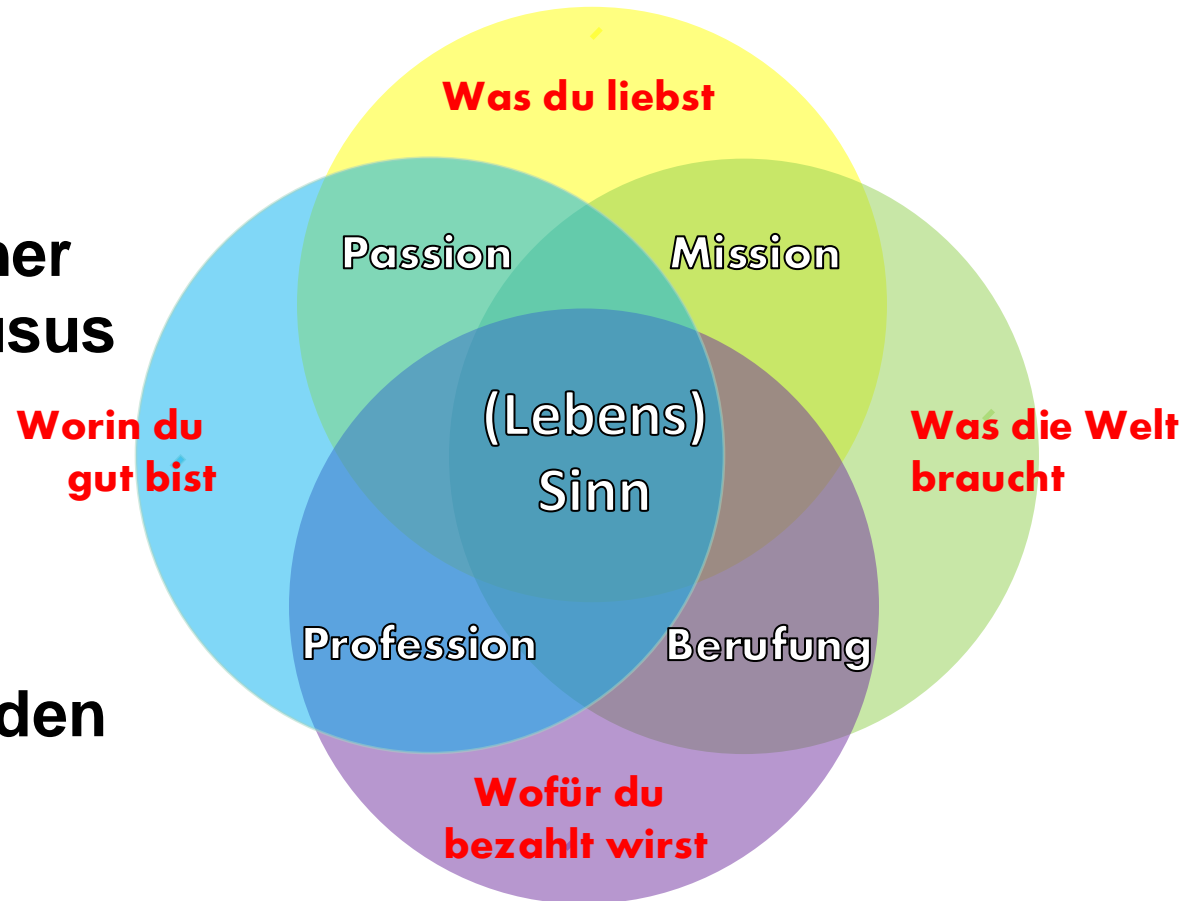 Was du liebst
ner
usus
Passion
Mission
(Lebens)
Sinn
Worin du
gut bist
Was die Welt
braucht
Profession
Berufung
den
Wofür du
bezahlt wirst